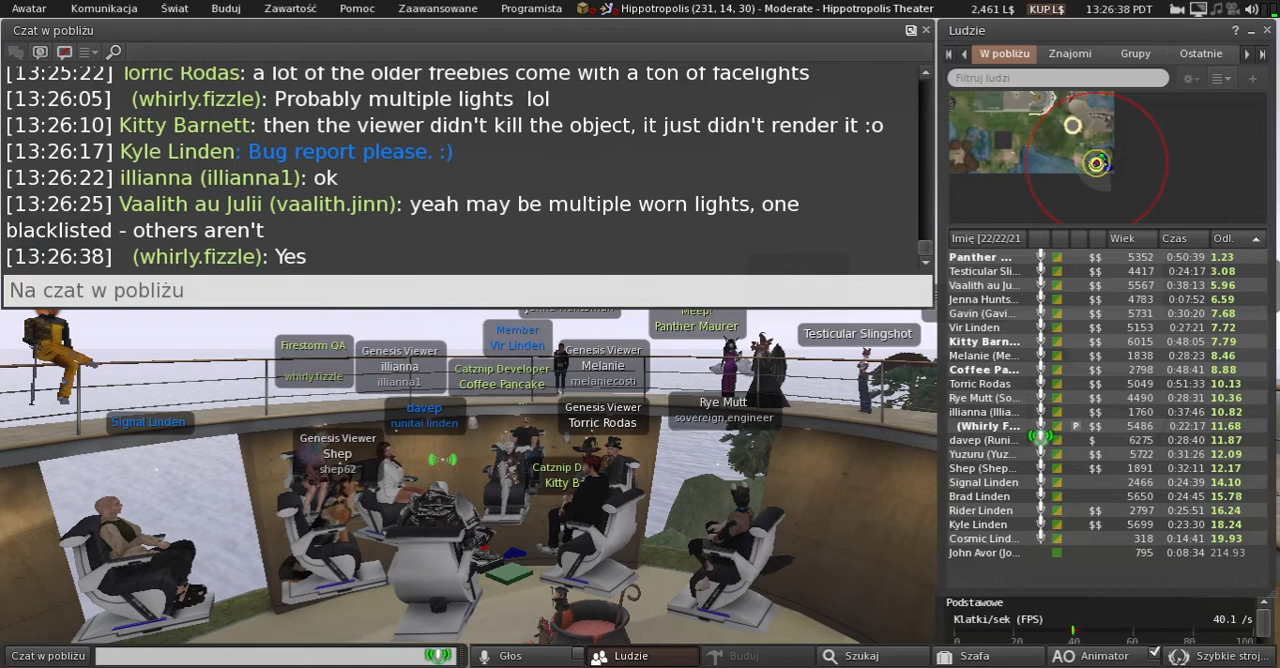 Awatar Komunikacja Świat Buduj Zawartość Pomoc Zaawansowane Programista Hippotropolis (231, 14, 30) - Moderate - Hippotropolis Theater 2,461 L$ KUP L$ 13:26:38 PDT
Czat w pobliżu
[13:25:22] Torric Rodas: a lot of the older freebies come with a ton of facelights
[13:26:05] (whirly.fizzle): Probably multiple lights lol
[13:26:10] Kitty Barnett: then the viewer didn't kill the object, it just didn't render it :o
[13:26:17] Kyle Linden: Bug report please. :)
[13:26:22] illianna (illianna1): ok
[13:26:25] Vaalith au Julii (vaalith.jinn): yeah may be multiple worn lights, one
blacklisted - others aren't
[13:26:38] (whirly.fizzle): Yes
Na czat w pobliżu
Ludzie
W pobliżu Znajomi Grupy Ostatnie
Filtruj ludzi
Imię [22/22/21 Wiek Czas Odl.
Panther ... $$ 5352 0:50:39 1.23
Testicular Sli... $$ 4417 0:24:17 3.08
Vaalith au Ju... $$ 5567 0:38:13 5.96
Jenna Hunts... $$ 4783 0:07:52 6.59
Gavin (Gavi... $$ 5731 0:30:20 7.68
Vir Linden $$ 5153 0:27:21 7.72
Kitty Barn... $$ 6015 0:48:05 7.79
Melanie (Me... $$ 1838 0:28:23 8.46
Coffee Pa... $$ 2798 0:48:41 8.88
Torric Rodas $$ 5049 0:51:33 10.13
Rye Mutt (So... $$ 4490 0:28:31 10.36
illianna (Illia... $$ 1760 0:37:46 10.82
(Whirly F... P $$ 5486 0:22:17 11.68
davep (Runi... $ 6275 0:28:40 11.87
Yuzuru (Yuz... $$ 5722 0:31:26 12.09
Shep (Shep... $$ 1891 0:32:11 12.17
Signal Linden 2466 0:24:39 14.10
Brad Linden 5650 0:24:45 15.78
Rider Linden $$ 2797 0:25:51 16.24
Kyle Linden $$ 5699 0:23:30 18.24
Cosmic Lind... 318 0:14:41 19.93
John Avor (Jo... 795 0:08:34 214.93
Podstawowe
Klatki/sek (FPS) 40.1 /s
0 20 40 60 80 100
Meep!
Panther Maurer
Testicular Slingshot
Member
Vir Linden
Firestorm QA
whirly.fizzle
Genesis Viewer
illianna
illianna1
Catznip Developer
Coffee Pancake
Genesis Viewer
Melanie
melaniecosti
Rye Mutt
sovereign.engineer
Signal Linden
davep
runitai.linden
Genesis Viewer
Torric Rodas
Genesis Viewer
Shep
shep62
Catznip D
Kitty B
Czat w pobliżu Głos Ludzie Buduj Szukaj Szafa AO Animator Szybkie stroj...